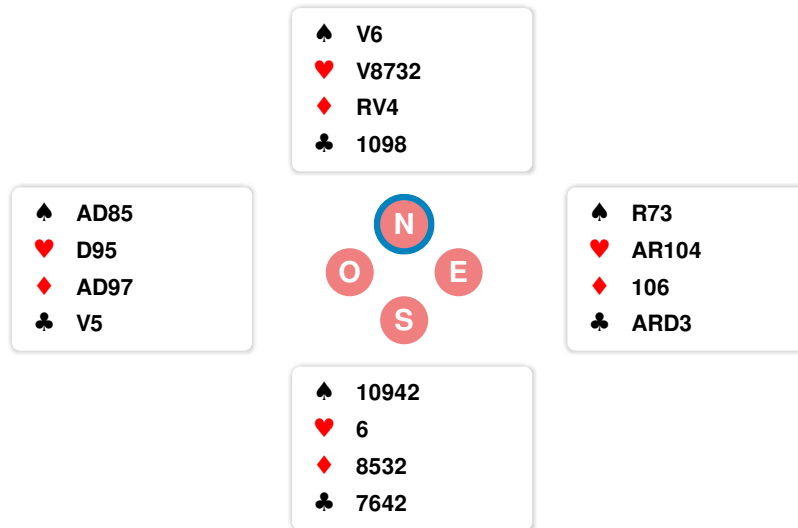 ♠ V6
♥ V8732
♦ RV4
♣ 1098
♠ AD85
♥ D95
♦ AD97
♣ V5
N
O
E
S
♠ R73
♥ AR104
♦ 106
♣ ARD3
♠ 10942
♥ 6
♦ 8532
♣ 7642